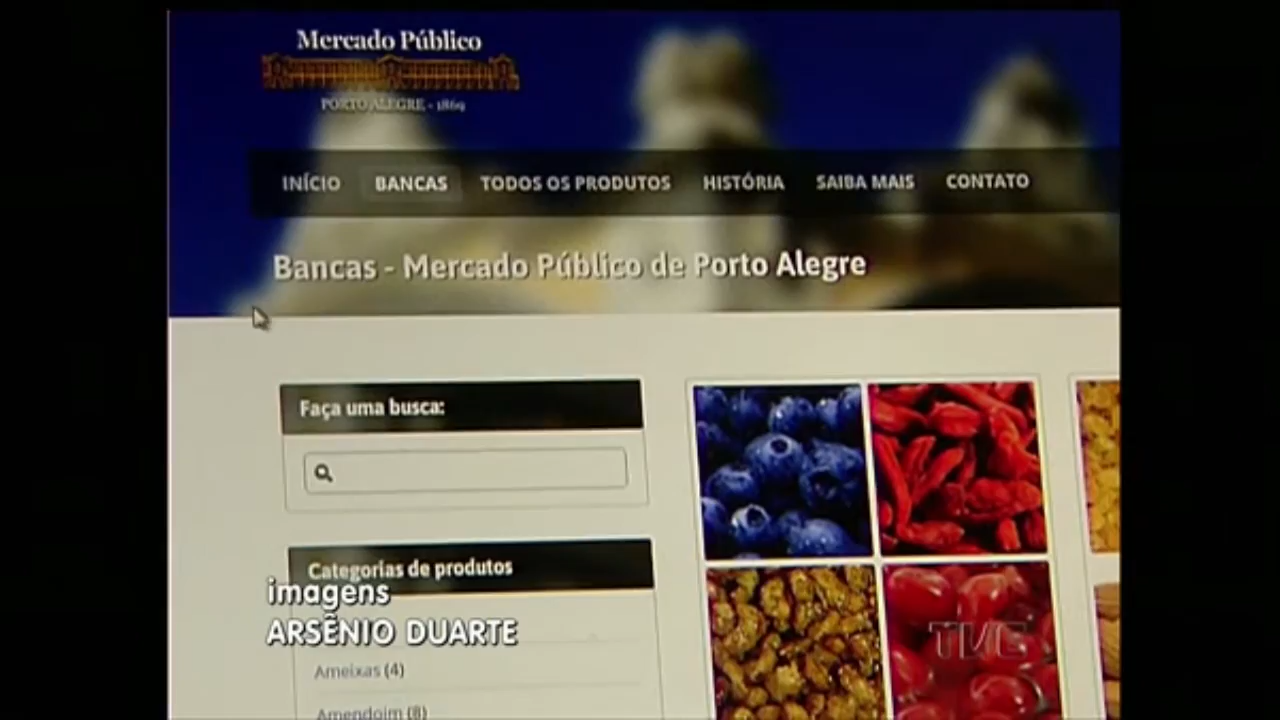 Mercado Público
PORTO ALEGRE - 1869
INÍCIO BANCAS TODOS OS PRODUTOS HISTÓRIA SAIBA MAIS CONTATO
Bancas - Mercado Público de Porto Alegre
Faça uma busca:
Categorias de produtos
imagens
ARSÊNIO DUARTE
TVE
Ameixas (4)
Amendoim (8)